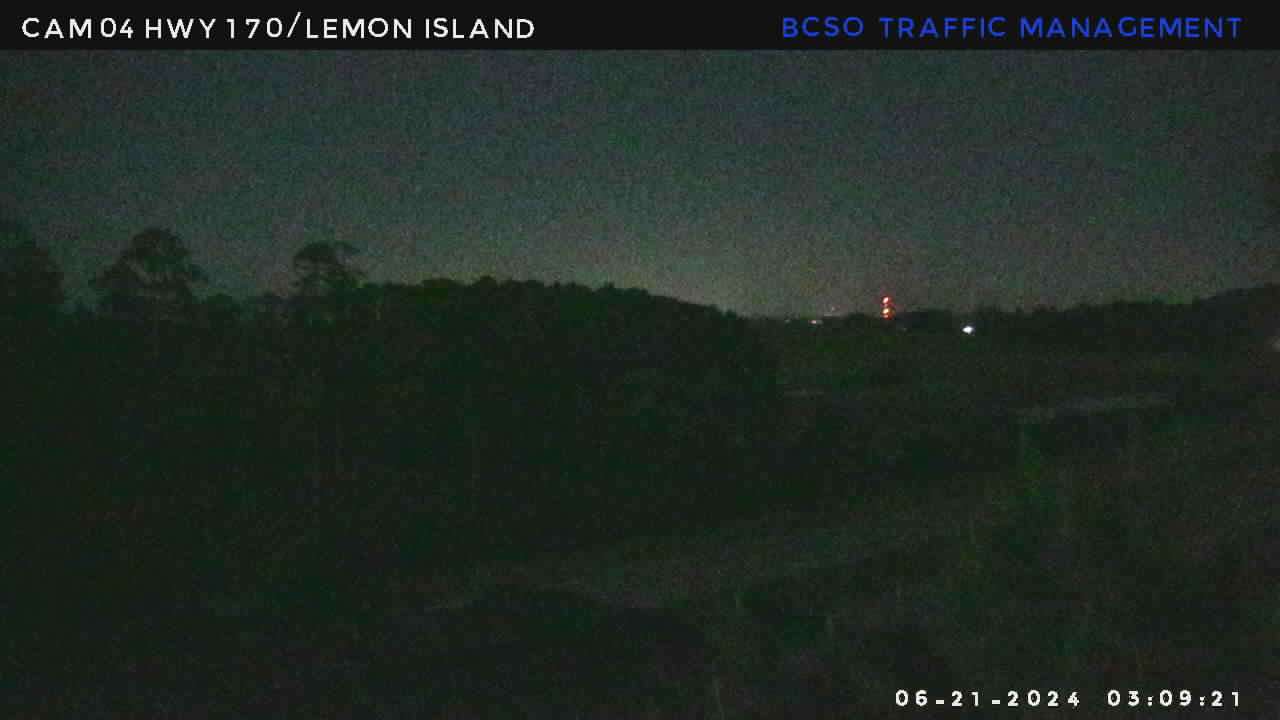 CAM04 HWY 170/LEMON ISLAND
BCSO TRAFFIC MANAGEMENT
06-21-2024 03:09:21